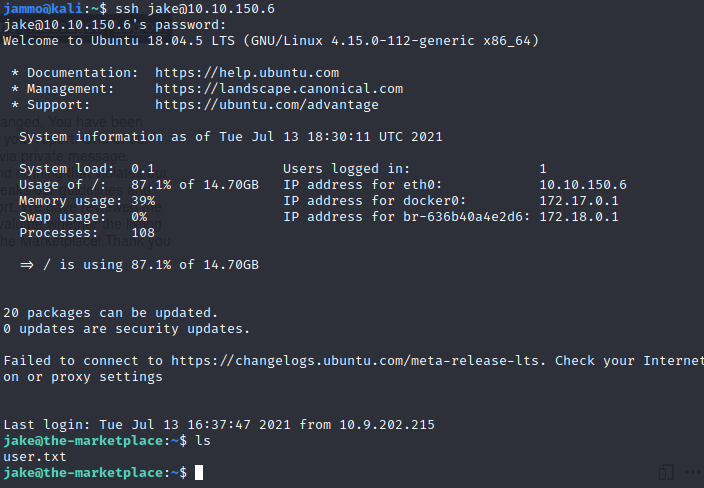 jammo@kali:~$ ssh jake@10.10.150.6
jake@10.10.150.6's password:
Welcome to Ubuntu 18.04.5 LTS (GNU/Linux 4.15.0-112-generic x86_64)
* Documentation:  https://help.ubuntu.com
* Management:     https://landscape.canonical.com
* Support:        https://ubuntu.com/advantage
System information as of Tue Jul 13 18:30:11 UTC 2021
System load:  0.1                Users logged in:                1
Usage of /:   87.1% of 14.70GB   IP address for eth0:            10.10.150.6
Memory usage: 39%                IP address for docker0:         172.17.0.1
Swap usage:   0%                 IP address for br-636b40a4e2d6: 172.18.0.1
Processes:    108
=> / is using 87.1% of 14.70GB
20 packages can be updated.
0 updates are security updates.
Failed to connect to https://changelogs.ubuntu.com/meta-release-lts. Check your Internet
on or proxy settings
Last login: Tue Jul 13 16:37:47 2021 from 10.9.202.215
jake@the-marketplace:~$ ls
user.txt
jake@the-marketplace:~$